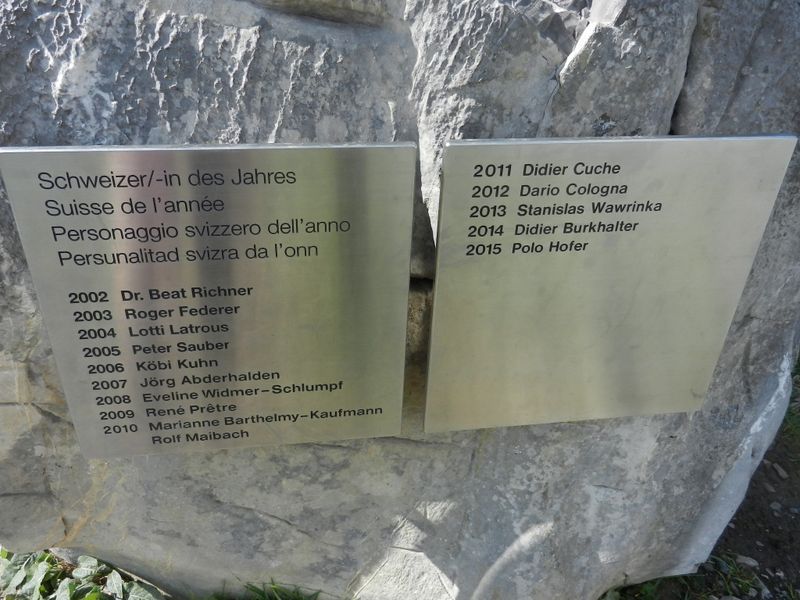 Schweizer/-in des Jahres
Suisse de l'année
Personaggio svizzero dell'anno
Persunalitad svizra da l'onn
2002 Dr. Beat Richner
2003 Roger Federer
2004 Lotti Latrous
2005 Peter Sauber
2006 Köbi Kuhn
2007 Jörg Abderhalden
2008 Eveline Widmer-Schlumpf
2009 René Prêtre
2010 Marianne Barthelmy-Kaufmann
Rolf Maibach
2011 Didier Cuche
2012 Dario Cologna
2013 Stanislas Wawrinka
2014 Didier Burkhalter
2015 Polo Hofer